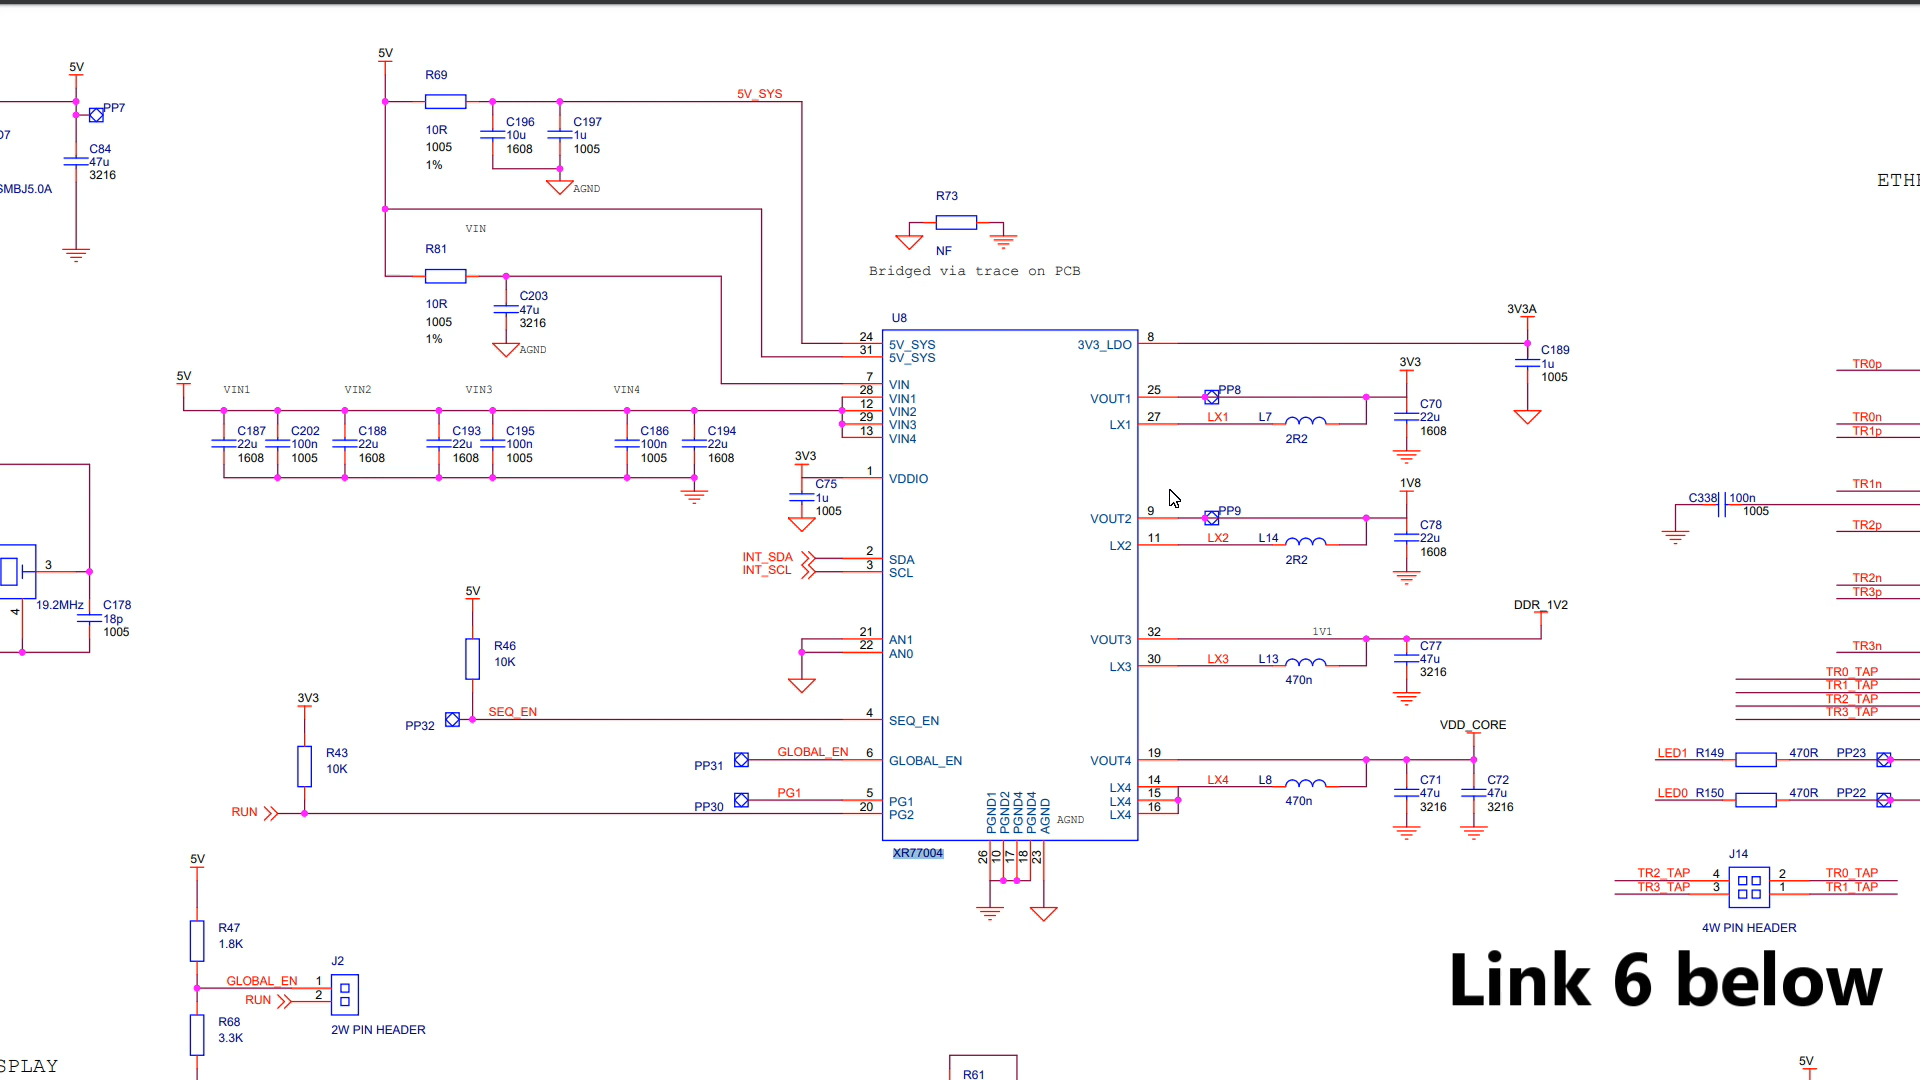 5V
PP7
D7
C84
47u
3216
SMBJ5.0A
5V
R69
10R
1005
1%
C196
10u
1608
C197
1u
1005
AGND
5V_SYS
VIN
R81
10R
1005
1%
C203
47u
3216
AGND
R73
NF
Bridged via trace on PCB
5V
VIN1
VIN2
VIN3
VIN4
C187
22u
1608
C202
100n
1005
C188
22u
1608
C193
22u
1608
C195
100n
1005
C186
100n
1005
C194
22u
1608
3V3
C75
1u
1005
INT_SDA
INT_SCL
5V
R46
10K
PP32
SEQ_EN
3V3
R43
10K
RUN
PP31
GLOBAL_EN
PP30
PG1
U8
24 5V_SYS
31 5V_SYS
7 VIN
28 VIN1
12 VIN2
29 VIN3
13 VIN4
1 VDDIO
2 SDA
3 SCL
21 AN1
22 AN0
4 SEQ_EN
6 GLOBAL_EN
5 PG1
20 PG2
3V3_LDO 8
VOUT1 25
LX1 27
VOUT2 9
LX2 11
VOUT3 32
LX3 30
VOUT4 19
LX4 14
LX4 15
LX4 16
PGND1
PGND2
PGND4
PGND4
AGND
AGND
26
10
17
18
23
XR77004
3V3A
C189
1u
1005
3V3
PP8
LX1
L7
2R2
C70
22u
1608
1V8
PP9
LX2
L14
2R2
C78
22u
1608
DDR_1V2
1V1
LX3
L13
470n
C77
47u
3216
VDD_CORE
LX4
L8
470n
C71
47u
3216
C72
47u
3216
3
4
19.2MHz
C178
18p
1005
5V
R47
1.8K
GLOBAL_EN
RUN
1
2
J2
2W PIN HEADER
R68
3.3K
SPLAY
R61
ETHE
TR0p
TR0n
TR1p
TR1n
C338
100n
1005
TR2p
TR2n
TR3p
TR3n
TR0_TAP
TR1_TAP
TR2_TAP
TR3_TAP
LED1 R149 470R PP23
LED0 R150 470R PP22
J14
TR2_TAP 4 2 TR0_TAP
TR3_TAP 3 1 TR1_TAP
4W PIN HEADER
Link 6 below
5V